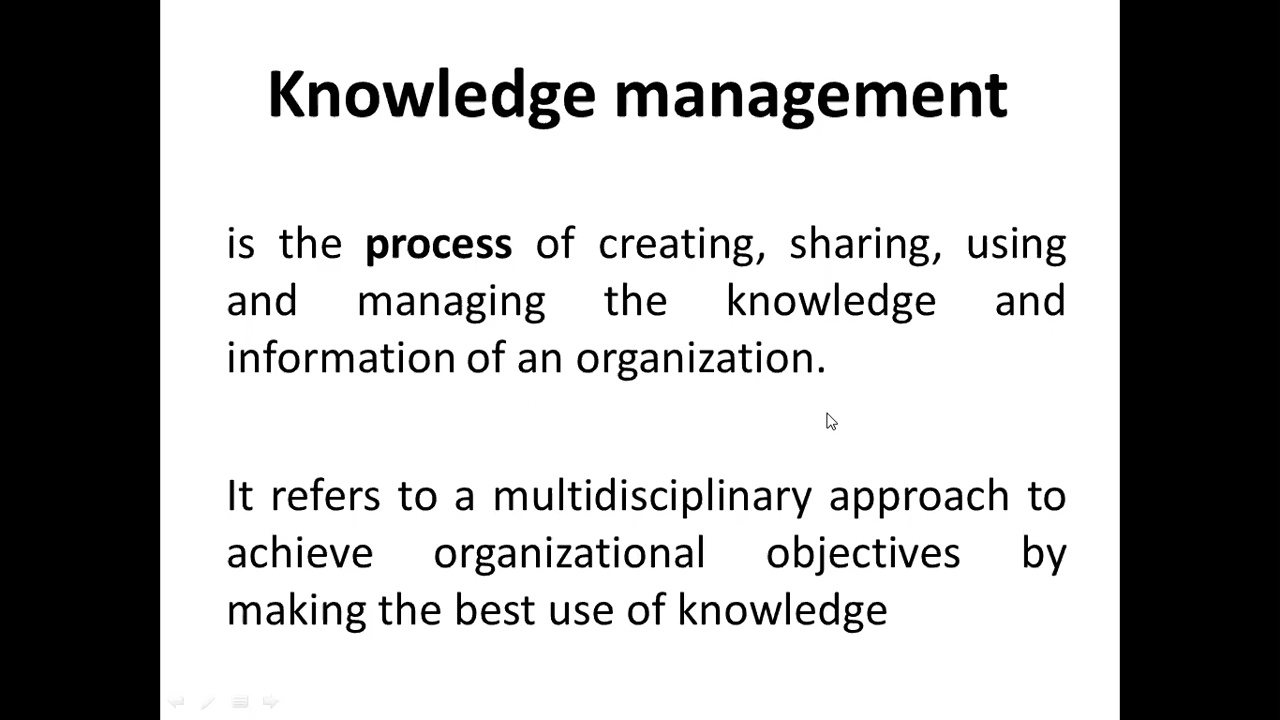 Knowledge management
is the process of creating, sharing, using
and managing the knowledge and
information of an organization.
It refers to a multidisciplinary approach to
achieve organizational objectives by
making the best use of knowledge